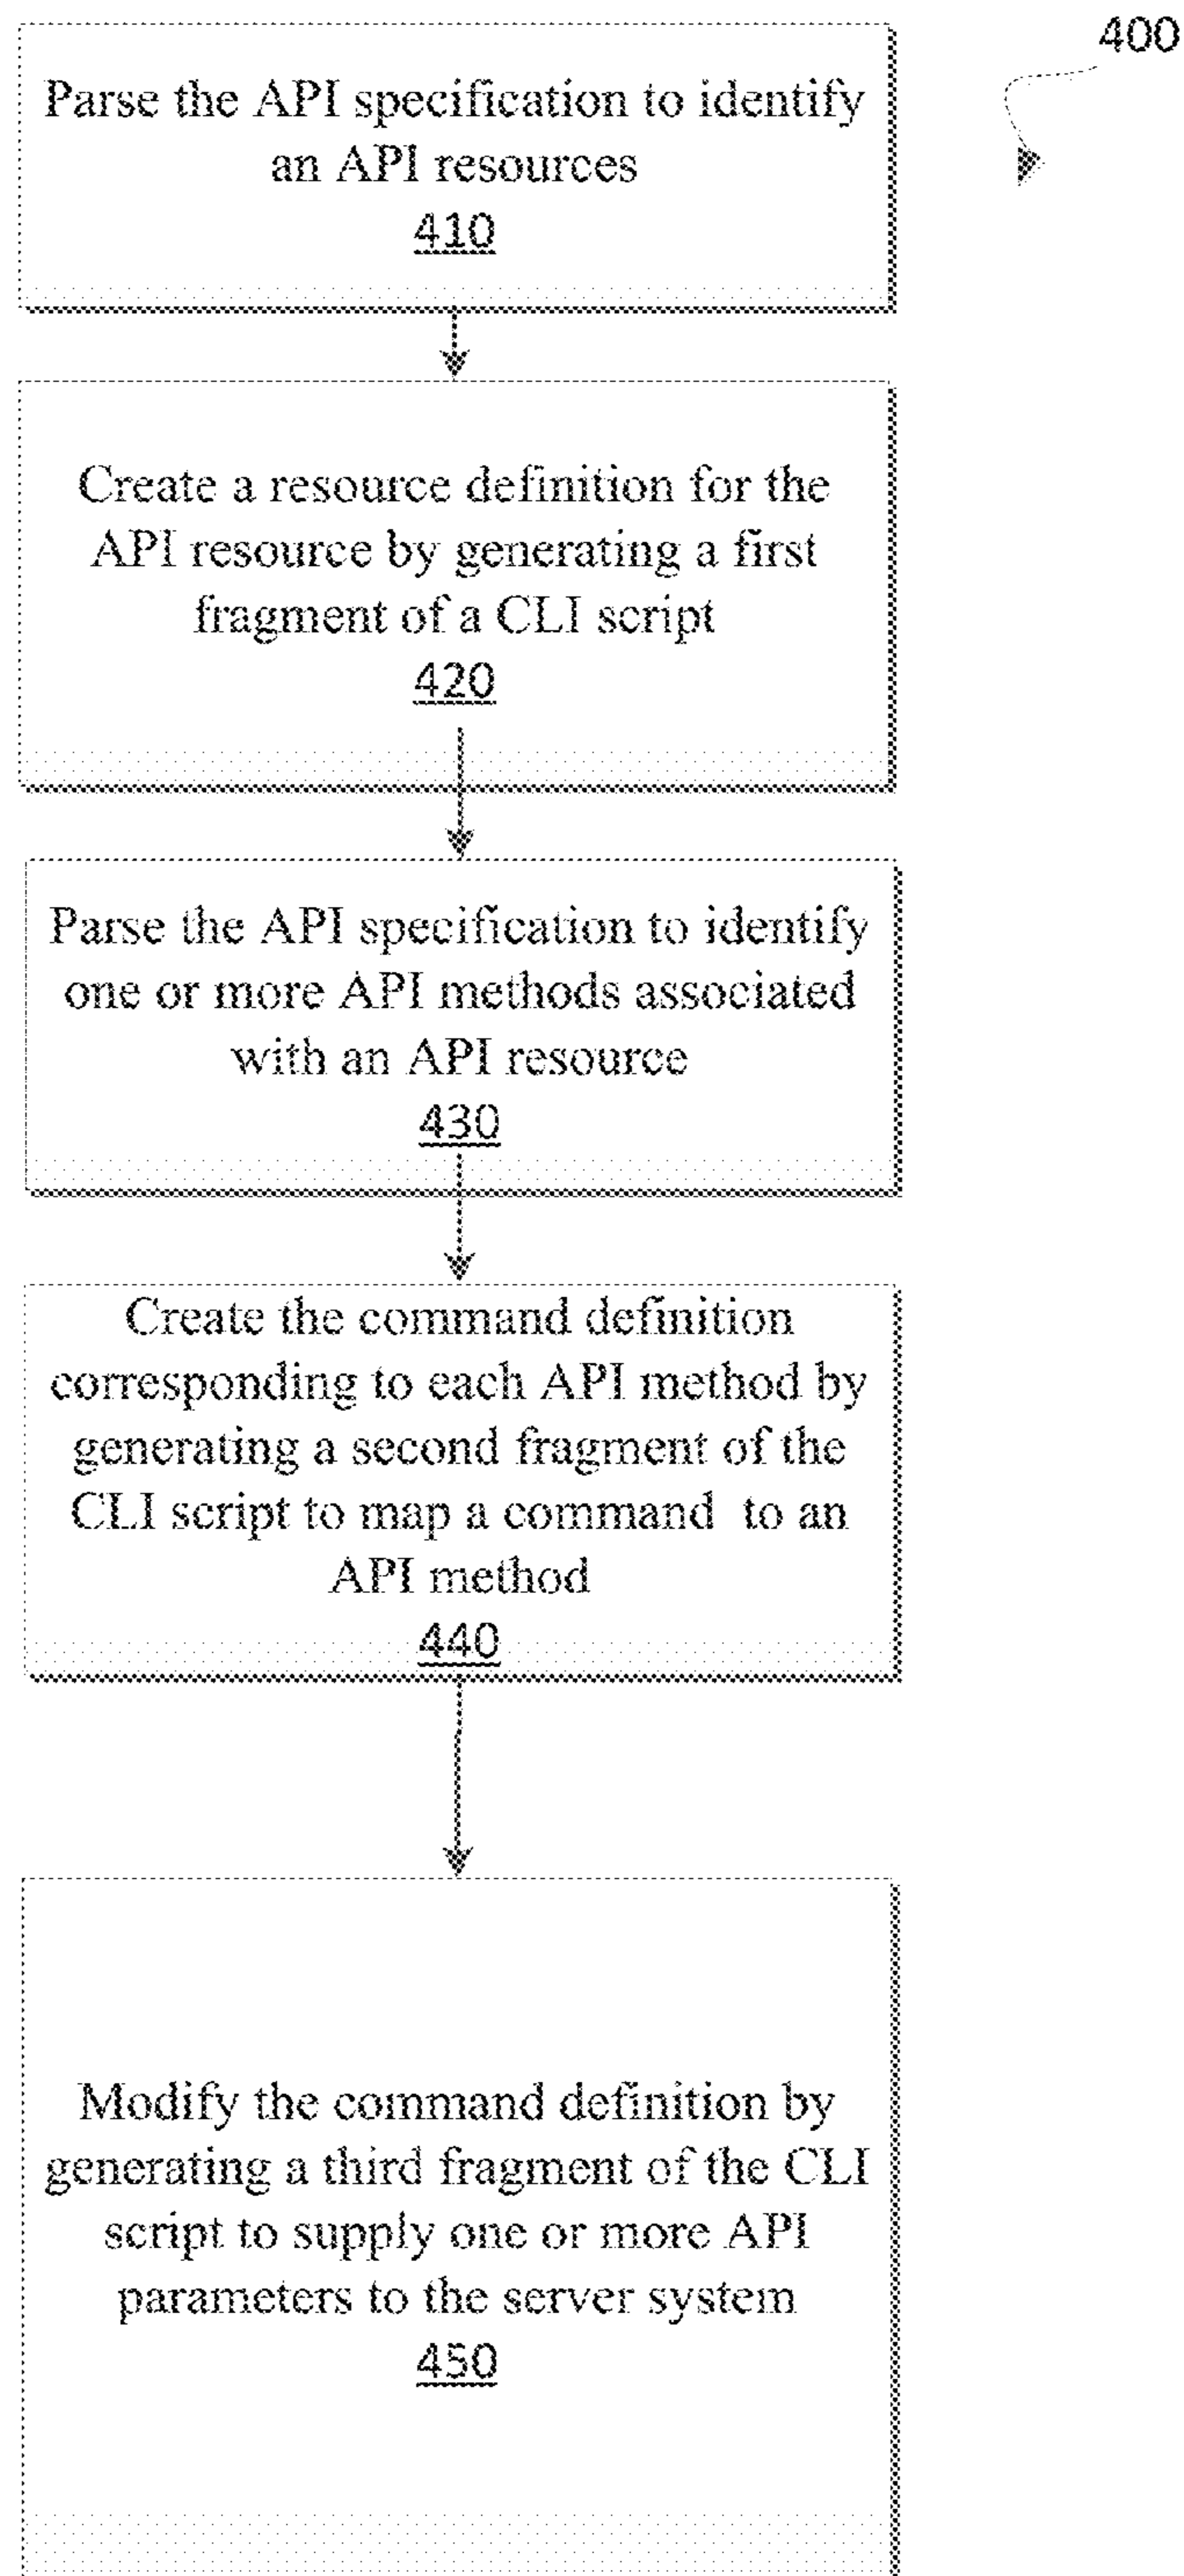 400
Parse the API specification to identify
an API resources
410
Create a resource definition for the
API resource by generating a first
fragment of a CLI script
420
Parse the API specification to identify
one or more API methods associated
with an API resource
430
Create the command definition
corresponding to each API method by
generating a second fragment of the
CLI script to map a command to an
API method
440
Modify the command definition by
generating a third fragment of the CLI
script to supply one or more API
parameters to the server system
450